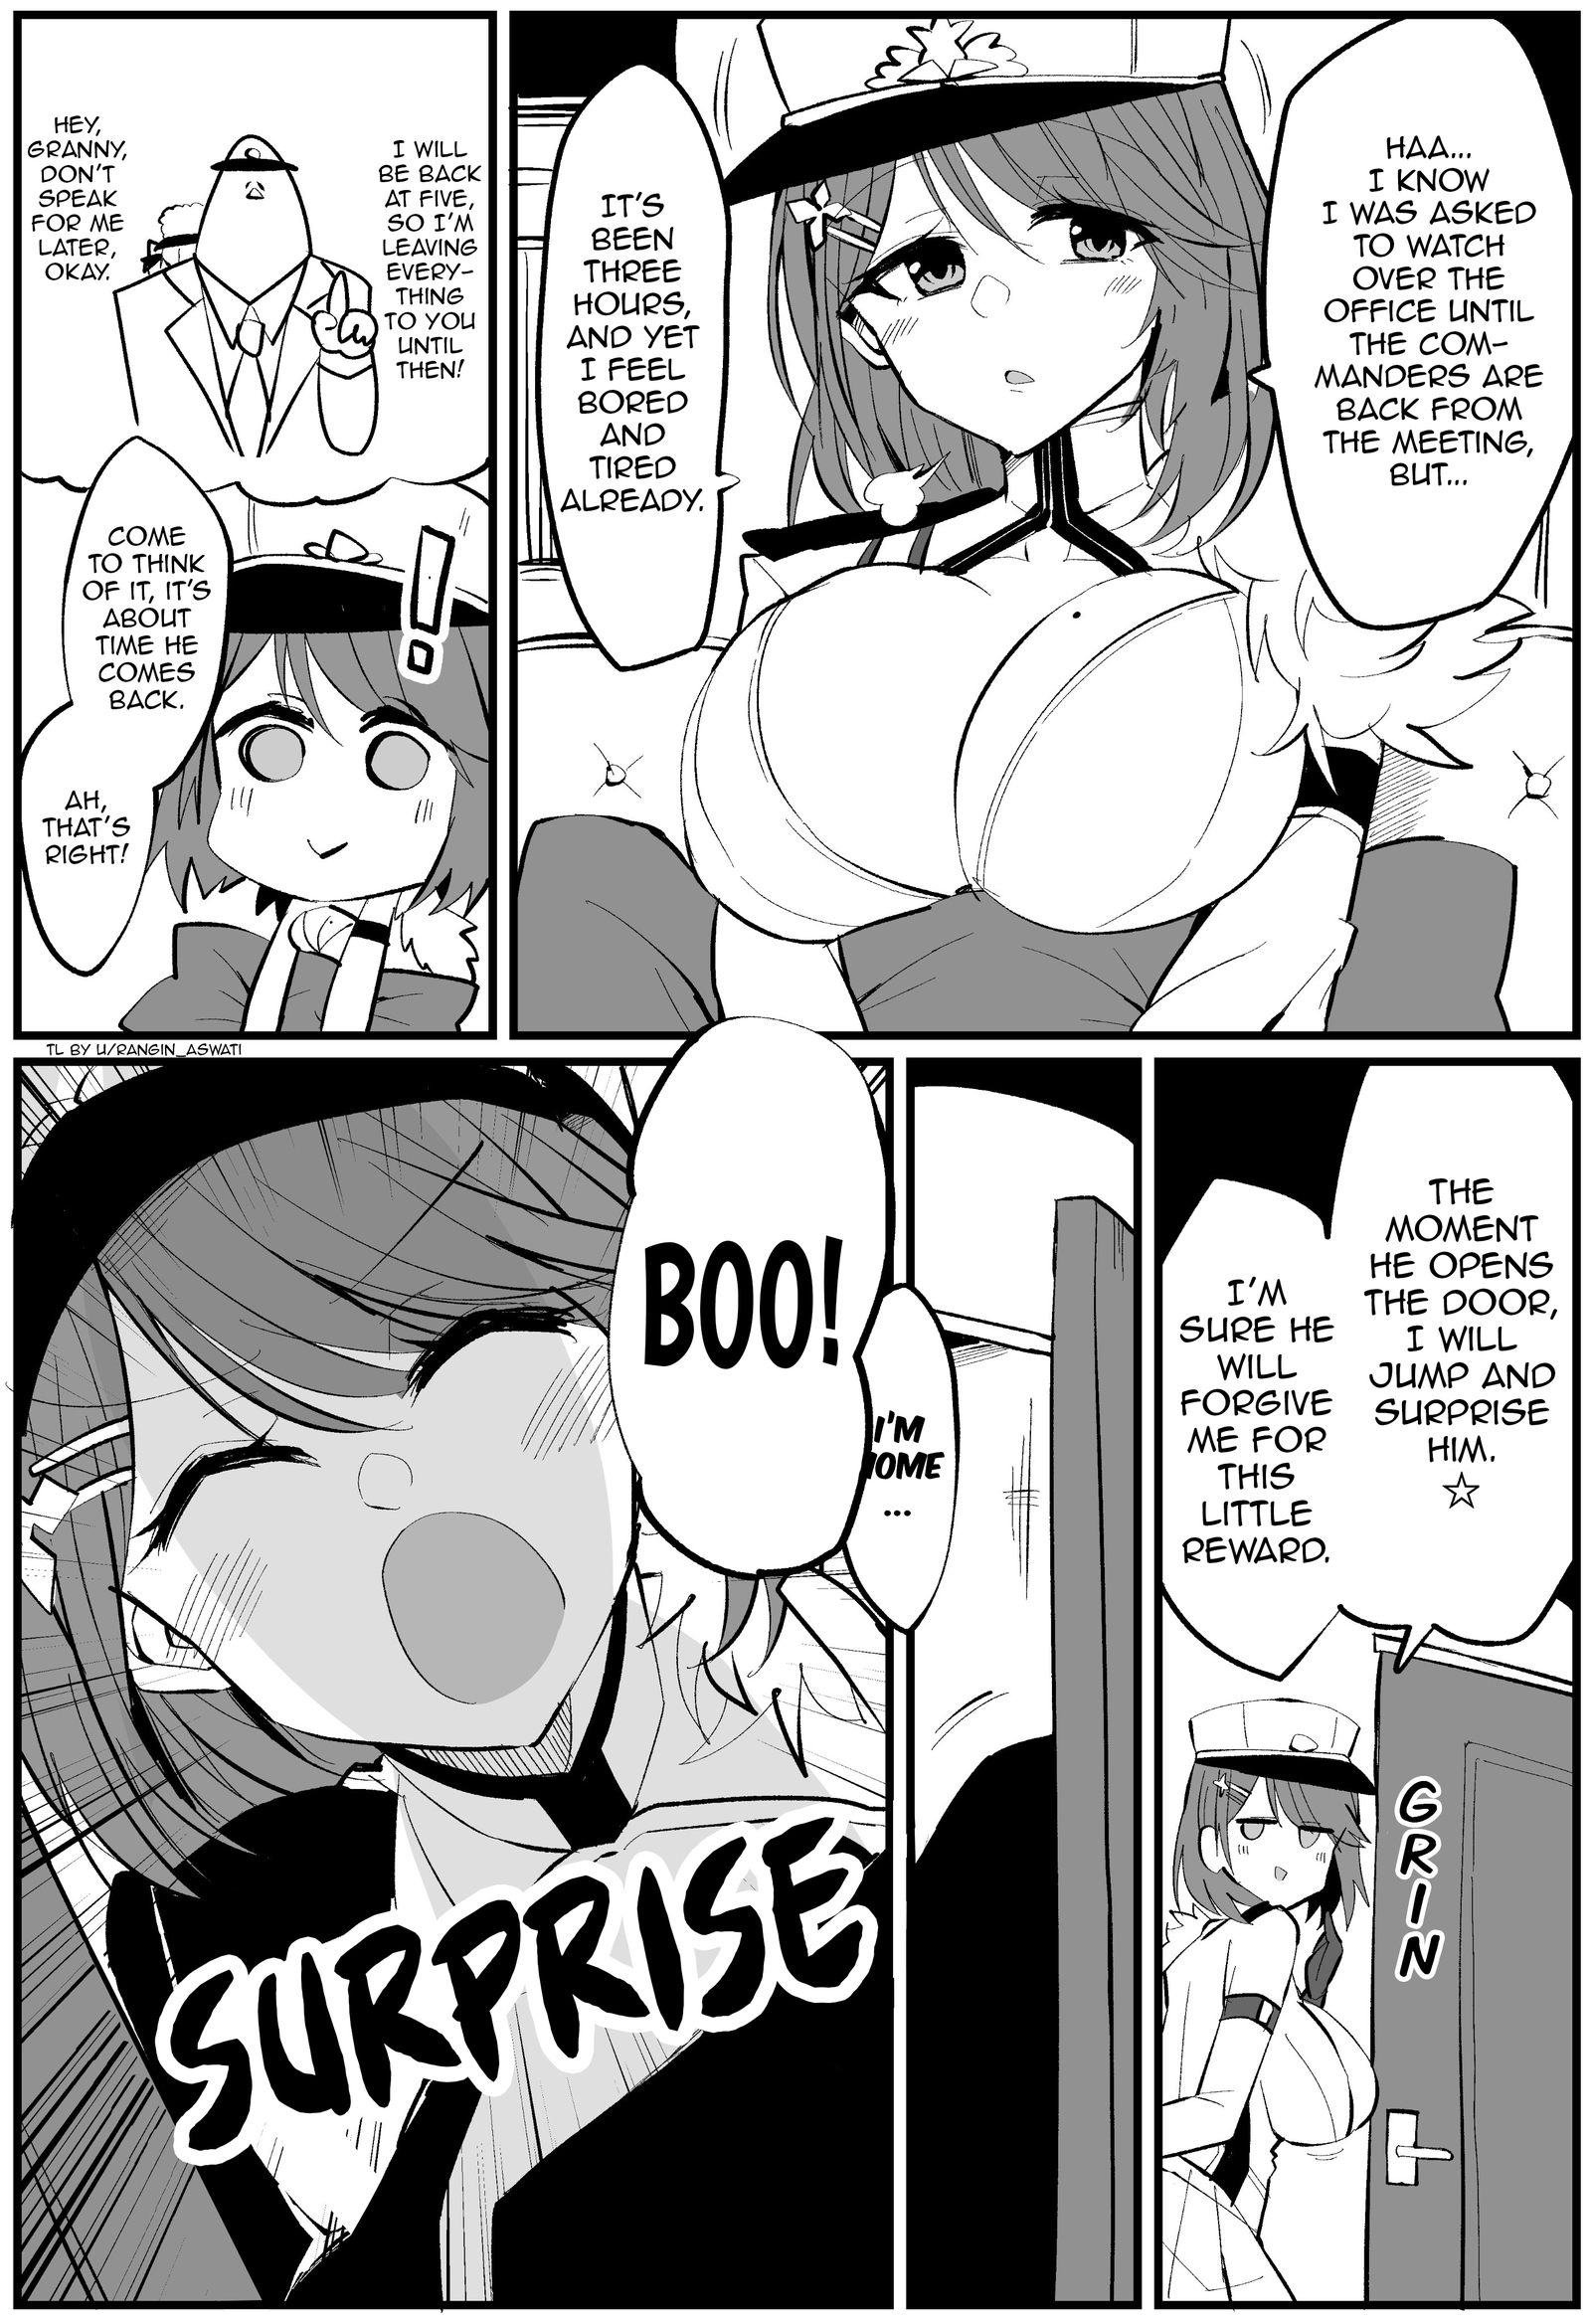 HAA...
I KNOW
I WAS ASKED
TO WATCH
OVER THE
OFFICE UNTIL
THE COM-
MANDERS ARE
BACK FROM
THE MEETING,
BUT...
IT'S
BEEN
THREE
HOURS,
AND YET
I FEEL
BORED
AND
TIRED
ALREADY.
I WILL
BE BACK
AT FIVE,
SO I'M
LEAVING
EVERY-
THING
TO YOU
UNTIL
THEN!
HEY,
GRANNY,
DON'T
SPEAK
FOR ME
LATER,
OKAY.
!
COME
TO THINK
OF IT, IT'S
ABOUT
TIME HE
COMES
BACK.
AH,
THAT'S
RIGHT!
TL BY U/RANGIN_ASWATI
THE
MOMENT
HE OPENS
THE DOOR,
I WILL
JUMP AND
SURPRISE
HIM.
☆
I'M
SURE HE
WILL
FORGIVE
ME FOR
THIS
LITTLE
REWARD.
GRIN
I'M
HOME
...
BOO!
SURPRISE